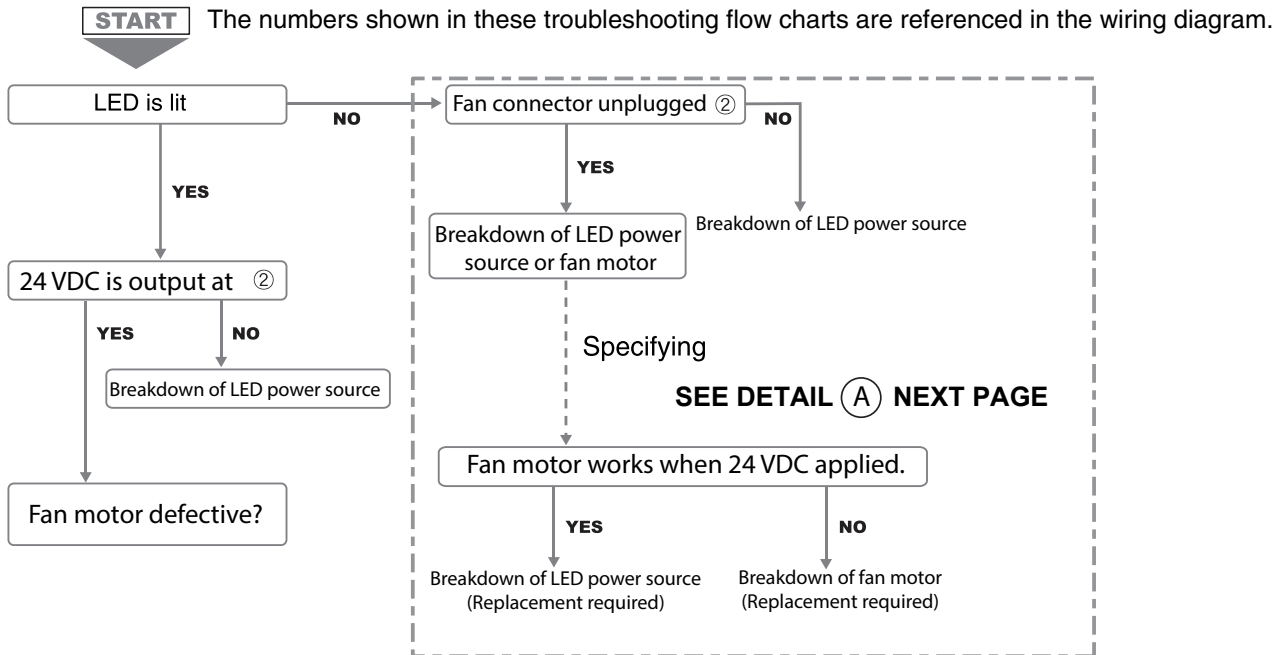 START The numbers shown in these troubleshooting flow charts are referenced in the wiring diagram.
LED is lit
NO
Fan connector unplugged ②
NO
YES
YES
Breakdown of LED power
source or fan motor
Breakdown of LED power source
24 VDC is output at ②
YES
NO
Breakdown of LED power source
Specifying
SEE DETAIL Ⓐ NEXT PAGE
Fan motor works when 24 VDC applied.
Fan motor defective?
YES
NO
Breakdown of LED power source
(Replacement required)
Breakdown of fan motor
(Replacement required)